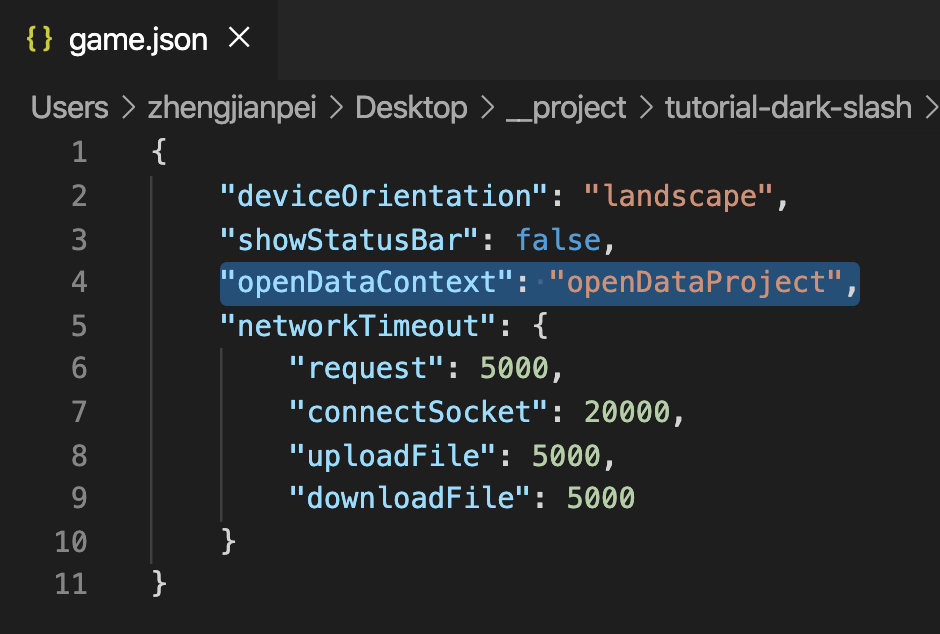 {} game.json ×
Users > zhengjianpei > Desktop > __project > tutorial-dark-slash >
1 {
2 "deviceOrientation": "landscape",
3 "showStatusBar": false,
4 "openDataContext": "openDataProject",
5 "networkTimeout": {
6 "request": 5000,
7 "connectSocket": 20000,
8 "uploadFile": 5000,
9 "downloadFile": 5000
10 }
11 }